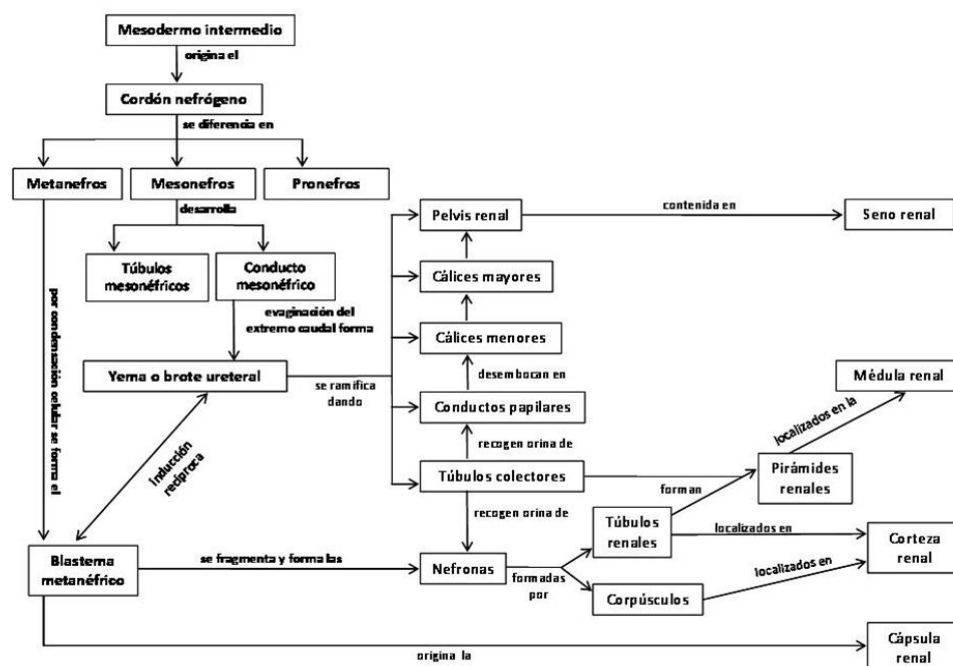 Mesodermo intermedio
origina el
Cordón nefrógeno
se diferencia en
Metanefros
Mesonefros
Pronefros
desarrolla
Túbulos
mesonéfricos
Conducto
mesonéfrico
evaginación del
extremo caudal forma
Yema o brote ureteral
se ramifica
dando
Pelvis renal
contenida en
Seno renal
Cálices mayores
Cálices menores
desembocan en
Conductos papilares
recogen orina de
Túbulos colectores
recogen orina de
forman
Pirámides
renales
localizados en la
Médula renal
por condensación celular se forma el
inducción
recíproca
Blastema
metanéfrico
se fragmenta y forma las
Nefronas
formadas
por
Túbulos
renales
localizados en
Corteza
renal
Corpúsculos
localizados en
origina la
Cápsula
renal